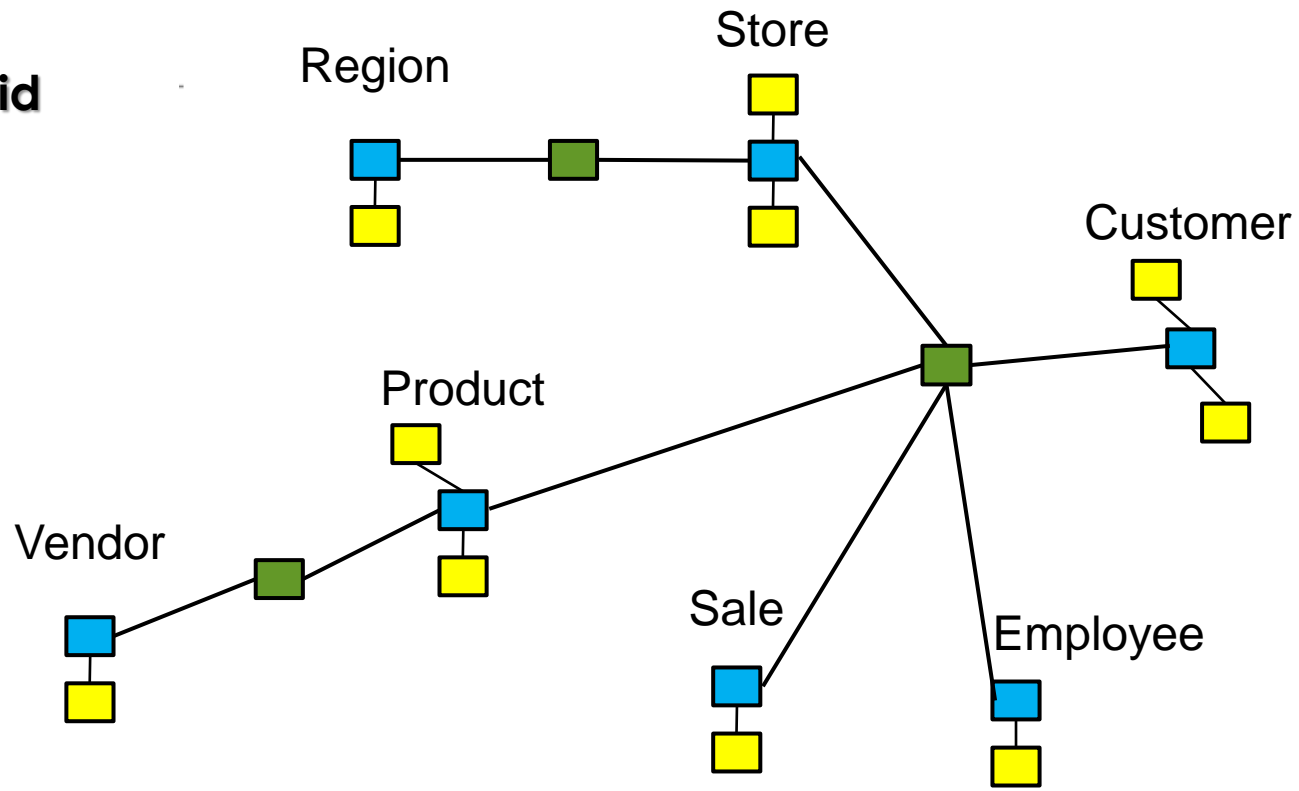 Store
Region
id
Customer
Product
Vendor
Sale
Employee